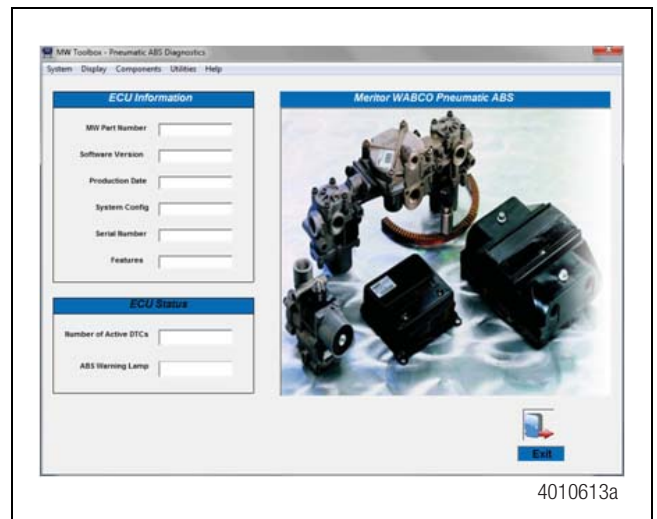 MW Toolbox - Pneumatic ABS Diagnostics
System Display Components Utilities Help
ECU Information
MW Part Number
Software Version
Production Date
System Config
Serial Number
Features
ECU Status
Number of Active DTCs
ABS Warning Lamp
Meritor WABCO Pneumatic ABS
Exit
4010613a